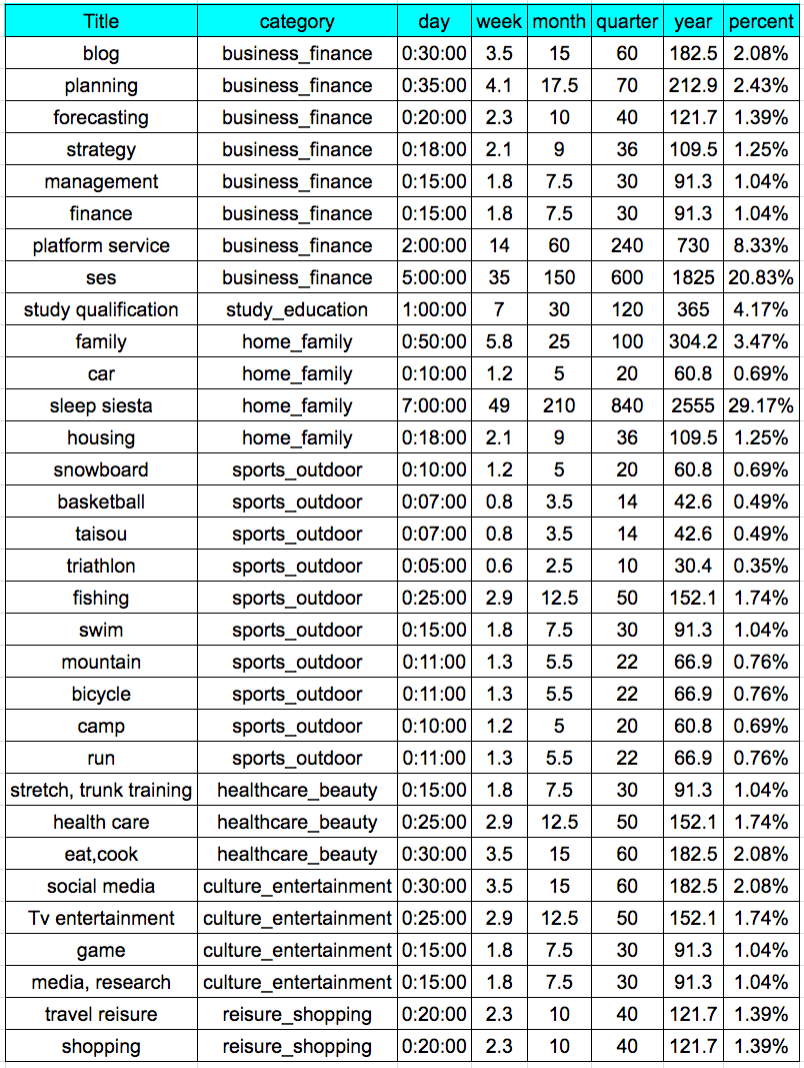 Title category day week month quarter year percent
blog business_finance 0:30:00 3.5 15 60 182.5 2.08%
planning business_finance 0:35:00 4.1 17.5 70 212.9 2.43%
forecasting business_finance 0:20:00 2.3 10 40 121.7 1.39%
strategy business_finance 0:18:00 2.1 9 36 109.5 1.25%
management business_finance 0:15:00 1.8 7.5 30 91.3 1.04%
finance business_finance 0:15:00 1.8 7.5 30 91.3 1.04%
platform service business_finance 2:00:00 14 60 240 730 8.33%
ses business_finance 5:00:00 35 150 600 1825 20.83%
study qualification study_education 1:00:00 7 30 120 365 4.17%
family home_family 0:50:00 5.8 25 100 304.2 3.47%
car home_family 0:10:00 1.2 5 20 60.8 0.69%
sleep siesta home_family 7:00:00 49 210 840 2555 29.17%
housing home_family 0:18:00 2.1 9 36 109.5 1.25%
snowboard sports_outdoor 0:10:00 1.2 5 20 60.8 0.69%
basketball sports_outdoor 0:07:00 0.8 3.5 14 42.6 0.49%
taisou sports_outdoor 0:07:00 0.8 3.5 14 42.6 0.49%
triathlon sports_outdoor 0:05:00 0.6 2.5 10 30.4 0.35%
fishing sports_outdoor 0:25:00 2.9 12.5 50 152.1 1.74%
swim sports_outdoor 0:15:00 1.8 7.5 30 91.3 1.04%
mountain sports_outdoor 0:11:00 1.3 5.5 22 66.9 0.76%
bicycle sports_outdoor 0:11:00 1.3 5.5 22 66.9 0.76%
camp sports_outdoor 0:10:00 1.2 5 20 60.8 0.69%
run sports_outdoor 0:11:00 1.3 5.5 22 66.9 0.76%
stretch, trunk training healthcare_beauty 0:15:00 1.8 7.5 30 91.3 1.04%
health care healthcare_beauty 0:25:00 2.9 12.5 50 152.1 1.74%
eat,cook healthcare_beauty 0:30:00 3.5 15 60 182.5 2.08%
social media culture_entertainment 0:30:00 3.5 15 60 182.5 2.08%
Tv entertainment culture_entertainment 0:25:00 2.9 12.5 50 152.1 1.74%
game culture_entertainment 0:15:00 1.8 7.5 30 91.3 1.04%
media, research culture_entertainment 0:15:00 1.8 7.5 30 91.3 1.04%
travel reisure reisure_shopping 0:20:00 2.3 10 40 121.7 1.39%
shopping reisure_shopping 0:20:00 2.3 10 40 121.7 1.39%